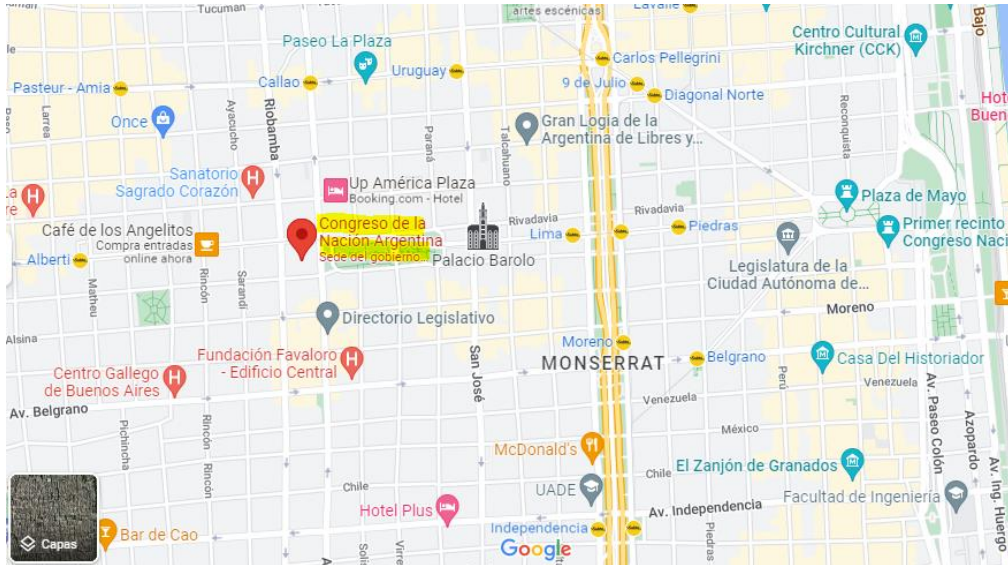 Tucuman
Tucumán
artes escénicas
Lavalle
Bajo
Centro Cultural
Kirchner (CCK)
Paseo La Plaza
Carlos Pellegrini
Uruguay
Callao
9 de Julio
Pasteur - Amia
Diagonal Norte
Hot
Buen
Larrea
Ayacucho
Riobamba
Once
Paraná
Talcahuano
Gran Logia de la
Argentina de Libres y...
Reconquista
Sanatorio
Sagrado Corazón
Up América Plaza
Booking.com - Hotel
La
re
Plaza de Mayo
Rivadavia
Rivadavia
Congreso de la
Nación Argentina
Sede del gobierno...
Café de los Angelitos
Compra entradas
online ahora
Lima
Piedras
Primer recinto
Congreso Naci
Alberti
Palacio Barolo
Legislatura de la
Ciudad Autónoma de...
Matheu
Rincón
Sarandí
Moreno
Directorio Legislativo
Alsina
Moreno
San José
Fundación Favaloro
- Edificio Central
MONSERRAT
Belgrano
Casa Del Historiador
Centro Gallego
de Buenos Aires
Perú
Venezuela
Venezuela
Av. Belgrano
Av. Paseo Colón
Azopardo
Pichincha
Rincón
México
McDonald's
El Zanjón de Granados
Rincón
Chile
Chile
UADE
Facultad de Ingeniería
Av. Ing. Huergo
Hotel Plus
Av. Independencia
Independencia
Bar de Cao
Capas
Google
Piedras